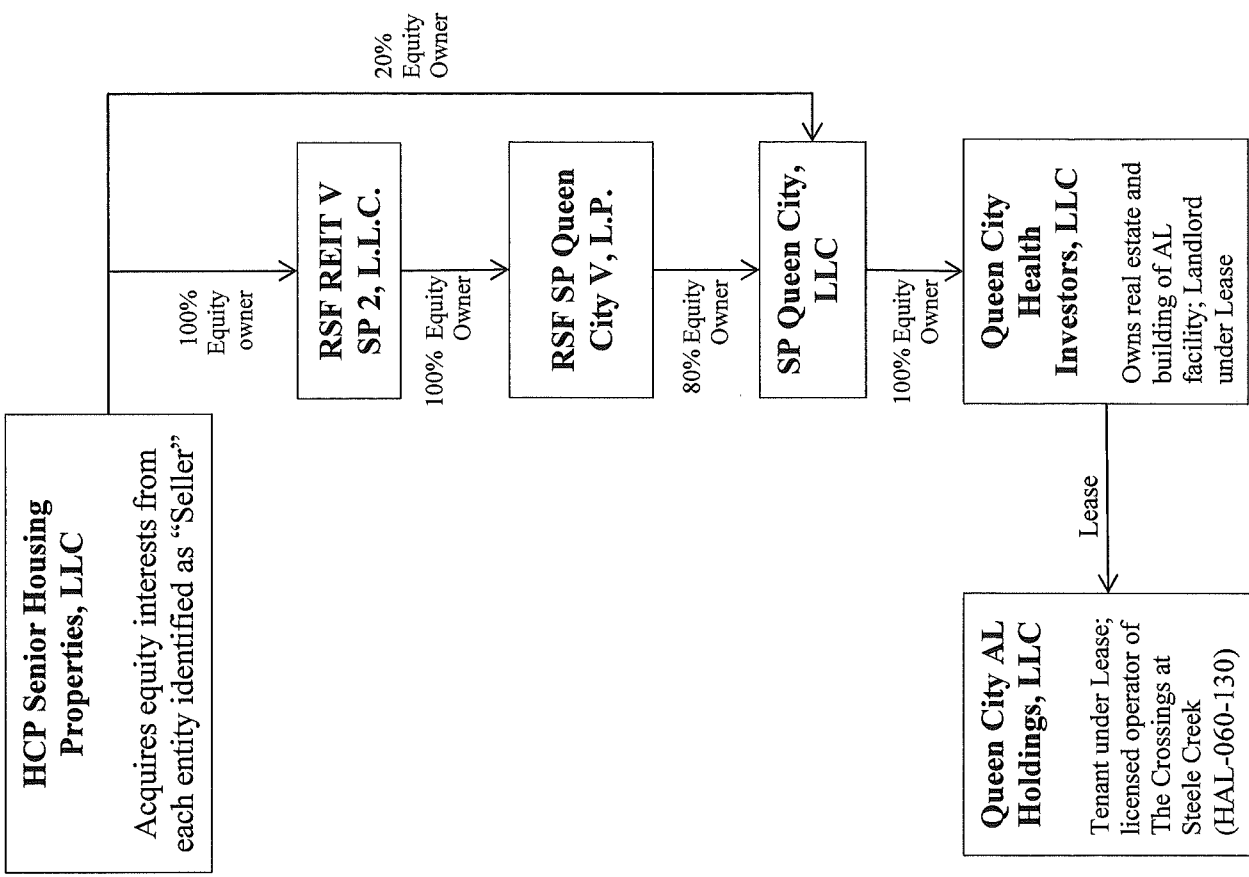 HCP Senior Housing
Properties, LLC
Acquires equity interests from
each entity identified as “Seller”
100%
Equity
owner
20%
Equity
Owner
RSF REIT V
SP 2, L.L.C.
100% Equity
Owner
RSF SP Queen
City V, L.P.
80% Equity
Owner
SP Queen City,
LLC
100% Equity
Owner
Queen City
Health
Investors, LLC
Owns real estate and
building of AL
facility; Landlord
under Lease
Lease
Queen City AL
Holdings, LLC
Tenant under Lease;
licensed operator of
The Crossings at
Steele Creek
(HAL-060-130)